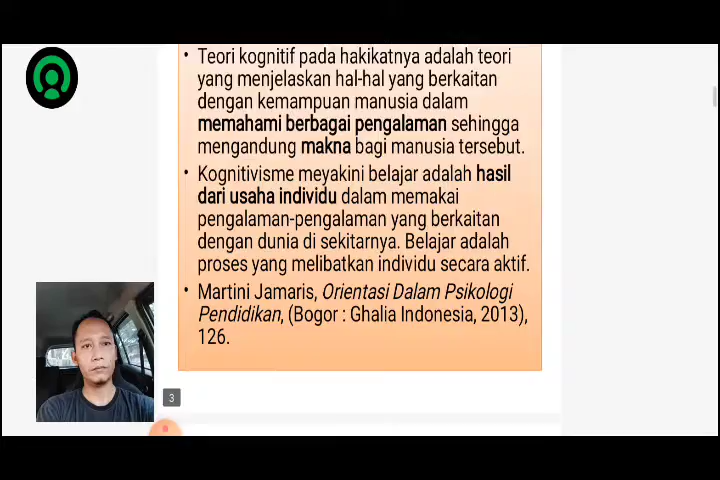 • Teori kognitif pada hakikatnya adalah teori
yang menjelaskan hal-hal yang berkaitan
dengan kemampuan manusia dalam
memahami berbagai pengalaman sehingga
mengandung makna bagi manusia tersebut.
• Kognitivisme meyakini belajar adalah hasil
dari usaha individu dalam memakai
pengalaman-pengalaman yang berkaitan
dengan dunia di sekitarnya. Belajar adalah
proses yang melibatkan individu secara aktif.
• Martini Jamaris, Orientasi Dalam Psikologi
Pendidikan, (Bogor : Ghalia Indonesia, 2013),
126.
3